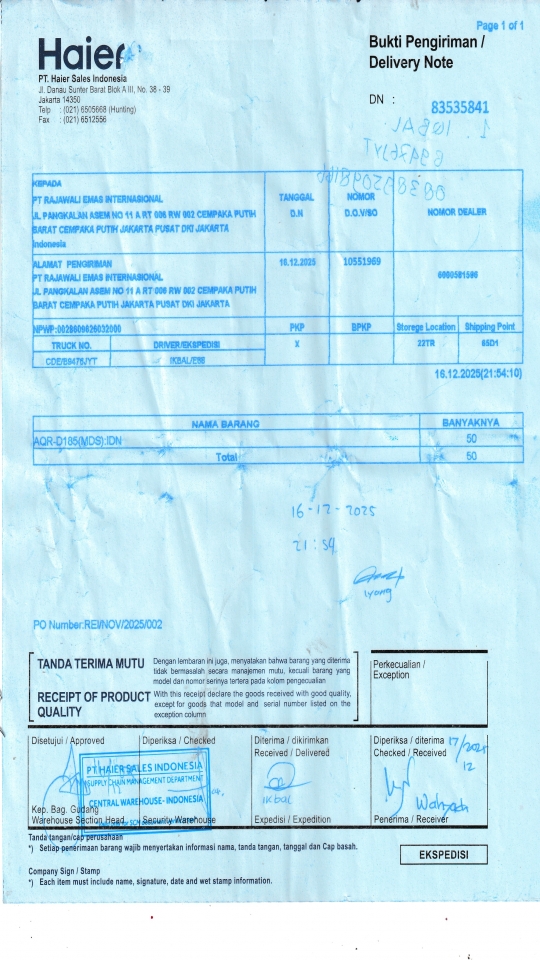 Page 1 of 1
Haier
Bukti Pengiriman /
Delivery Note
PT. Haier Sales Indonesia
Jl. Danau Sunter Barat Blok A III, No. 38 - 39
Jakarta 14350
Telp : (021) 6505668 (Hunting)
Fax : (021) 6512556
DN : 83535841
KEPADA
PT RAJAWALI EMAS INTERNASIONAL
JL PANGKALAN ASEM NO 11 A RT 006 RW 002 CEMPAKA PUTIH
BARAT CEMPAKA PUTIH JAKARTA PUSAT DKI JAKARTA
Indonesia
TANGGAL
D.N
NOMOR
D.O.V/SO
NOMOR DEALER
ALAMAT PENGIRIMAN
PT RAJAWALI EMAS INTERNASIONAL
JL PANGKALAN ASEM NO 11 A RT 006 RW 002 CEMPAKA PUTIH
BARAT CEMPAKA PUTIH JAKARTA PUSAT DKI JAKARTA
16.12.2025
10551969
PKP
BPKP
Storege Location
Shipping Point
TRUCK NO.
DRIVER/EKSPEDISI
X
22TR
IKBAL/
16.12.2025(21:54:10)
NAMA BARANG
BANYAKNYA
AQR-D185(MDS):IDN
50
Total
50
16-12-2025
21:54
Iyong
PO Number:REI/NOV/2025/002
TANDA TERIMA MUTU
Dengan lembaran ini juga, menyatakan bahwa barang yang diterima
tidak bermasalah secara manajemen mutu, kecuali barang yang
model dan nomor serinya tertera pada kolom pengecualian
RECEIPT OF PRODUCT
QUALITY
With this receipt declare the goods received with good quality,
except for goods that model and serial number listed on the
exception column
Perkecualian /
Exception
Disetujui / Approved
Diperiksa / Checked
Diterima / dikirimkan
Received / Delivered
Diperiksa / diterima
Checked / Received
17/2025
12
PT.HAIER SALES INDONESIA
SUPPLY CHAIN MANAGEMENT DEPARTMENT
CENTRAL WAREHOUSE- INDONESIA
Ikbal
Kep. Bag. Gudang
Warehouse Section Head
Security Warehouse
Expedisi / Expedition
Penerima / Receiver
Tanda tangan/cap perusahaan
*) Setiap penerimaan barang wajib menyertakan informasi nama, tanda tangan, tanggal dan Cap basah.
EKSPEDISI
Company Sign / Stamp
*) Each item must include name, signature, date and wet stamp information.